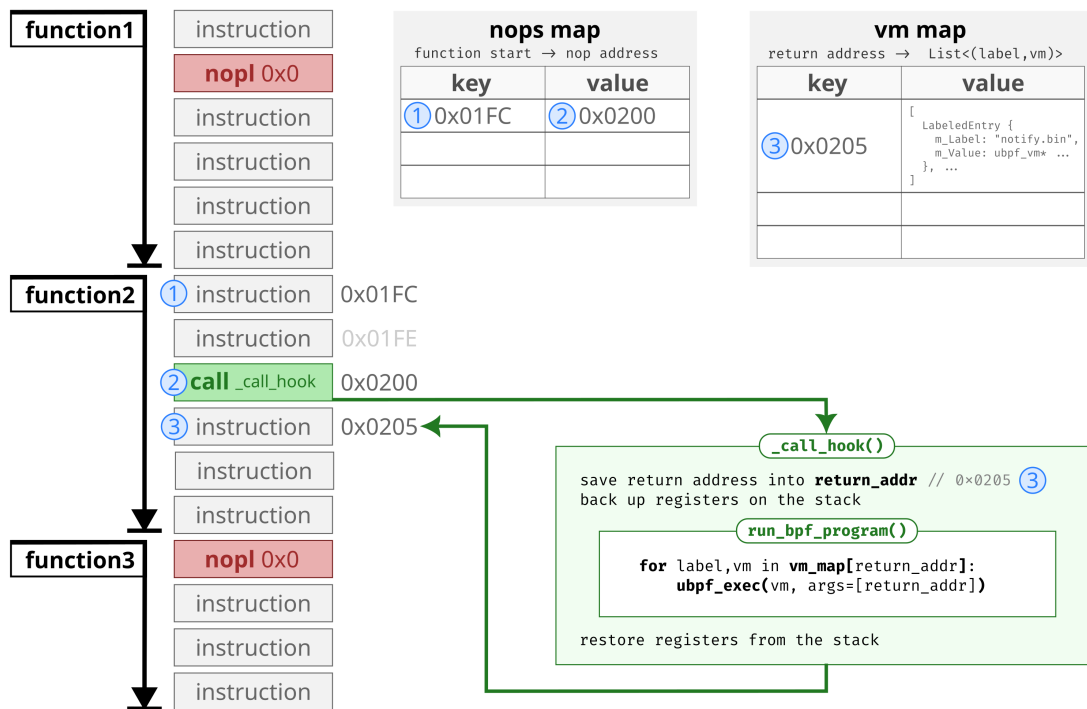 function1
instruction
nopl 0x0
instruction
instruction
instruction
instruction
function2
1 instruction 0x01FC
instruction 0x01FE
2 call _call_hook 0x0200
3 instruction 0x0205
instruction
instruction
function3
nopl 0x0
instruction
instruction
instruction
nops map
function start → nop address
key value
1 0x01FC 2 0x0200
vm map
return address → List<(label,vm)>
key value
3 0x0205
[
LabeledEntry {
m_Label: "notify.bin",
m_Value: ubpf_vm* ...
}, ...
]
_call_hook()
save return address into return_addr // 0×0205 3
back up registers on the stack
run_bpf_program()
for label,vm in vm_map[return_addr]:
ubpf_exec(vm, args=[return_addr])
restore registers from the stack